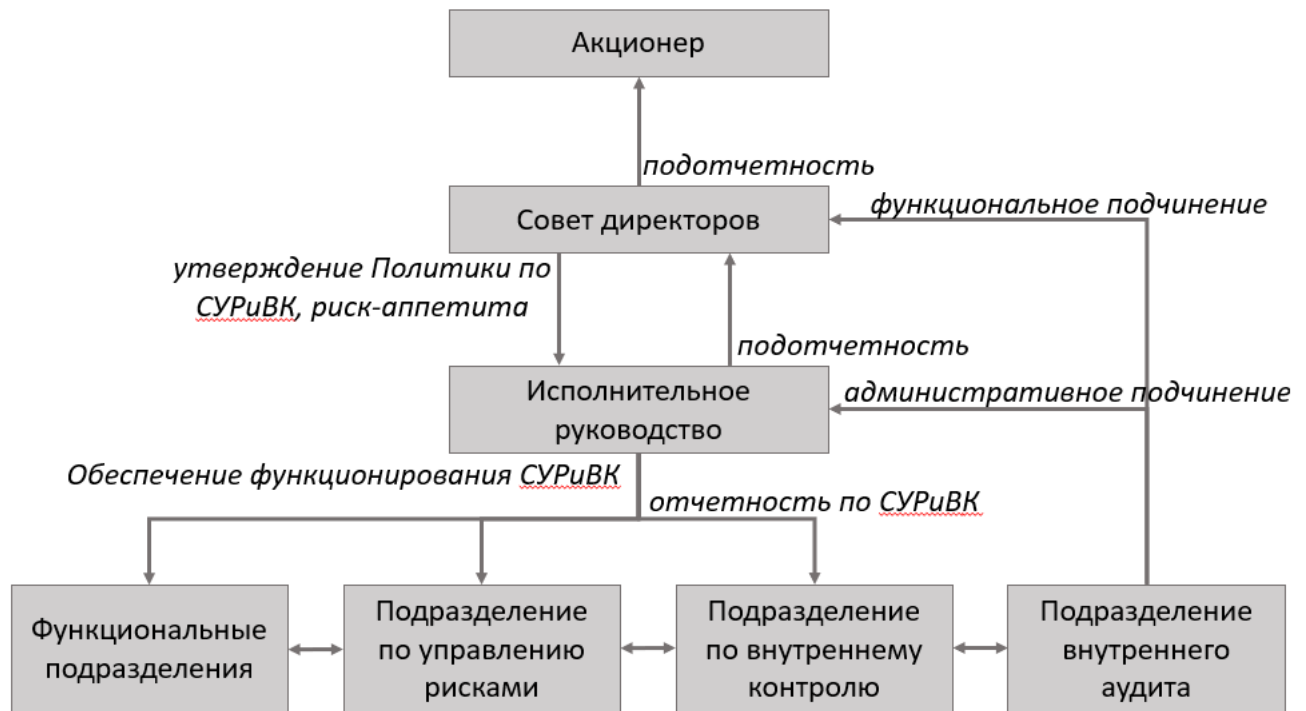 Акционер
подотчетность
функциональное подчинение
Совет директоров
утверждение Политики по
СУРиВК, риск-аппетита
подотчетность
Исполнительное
руководство
административное подчинение
Обеспечение функционирования СУРиВК
отчетность по СУРиВК
Функциональные
подразделения
Подразделение
по управлению
рисками
Подразделение
по внутреннему
контролю
Подразделение
внутреннего
аудита